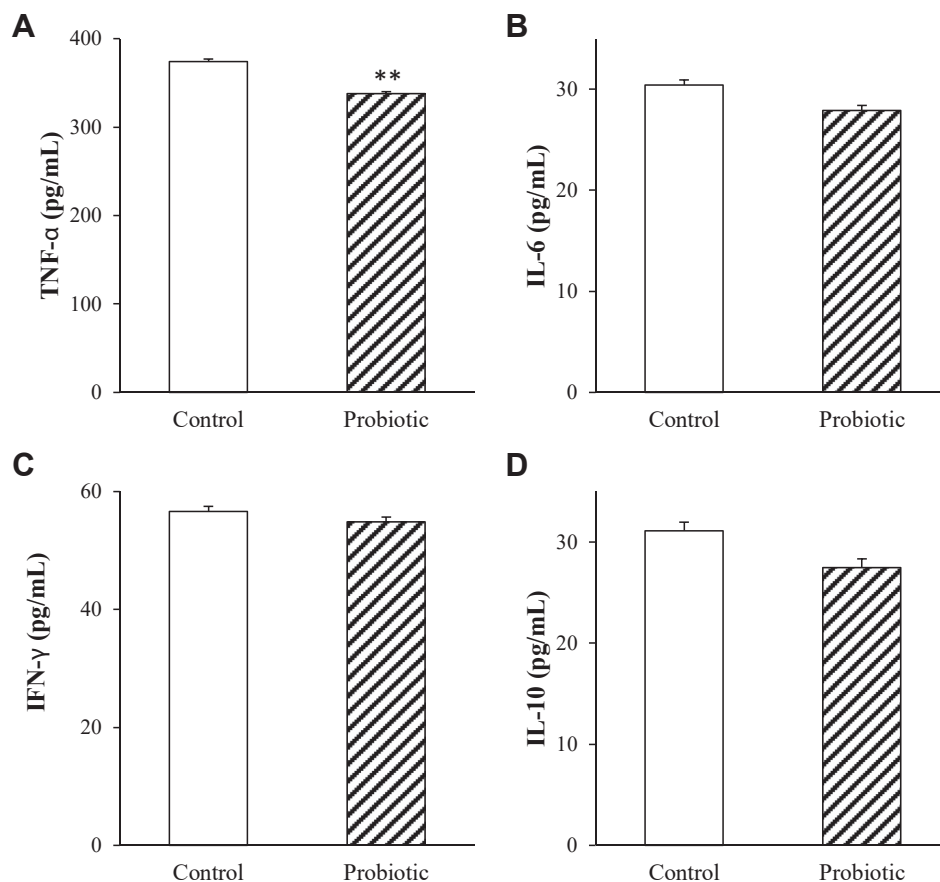 A
TNF-α (pg/mL)
400
300
200
100
0
**
Control
Probiotic
B
IL-6 (pg/mL)
30
20
10
0
Control
Probiotic
C
IFN-γ (pg/mL)
60
40
20
0
Control
Probiotic
D
IL-10 (pg/mL)
30
20
10
0
Control
Probiotic